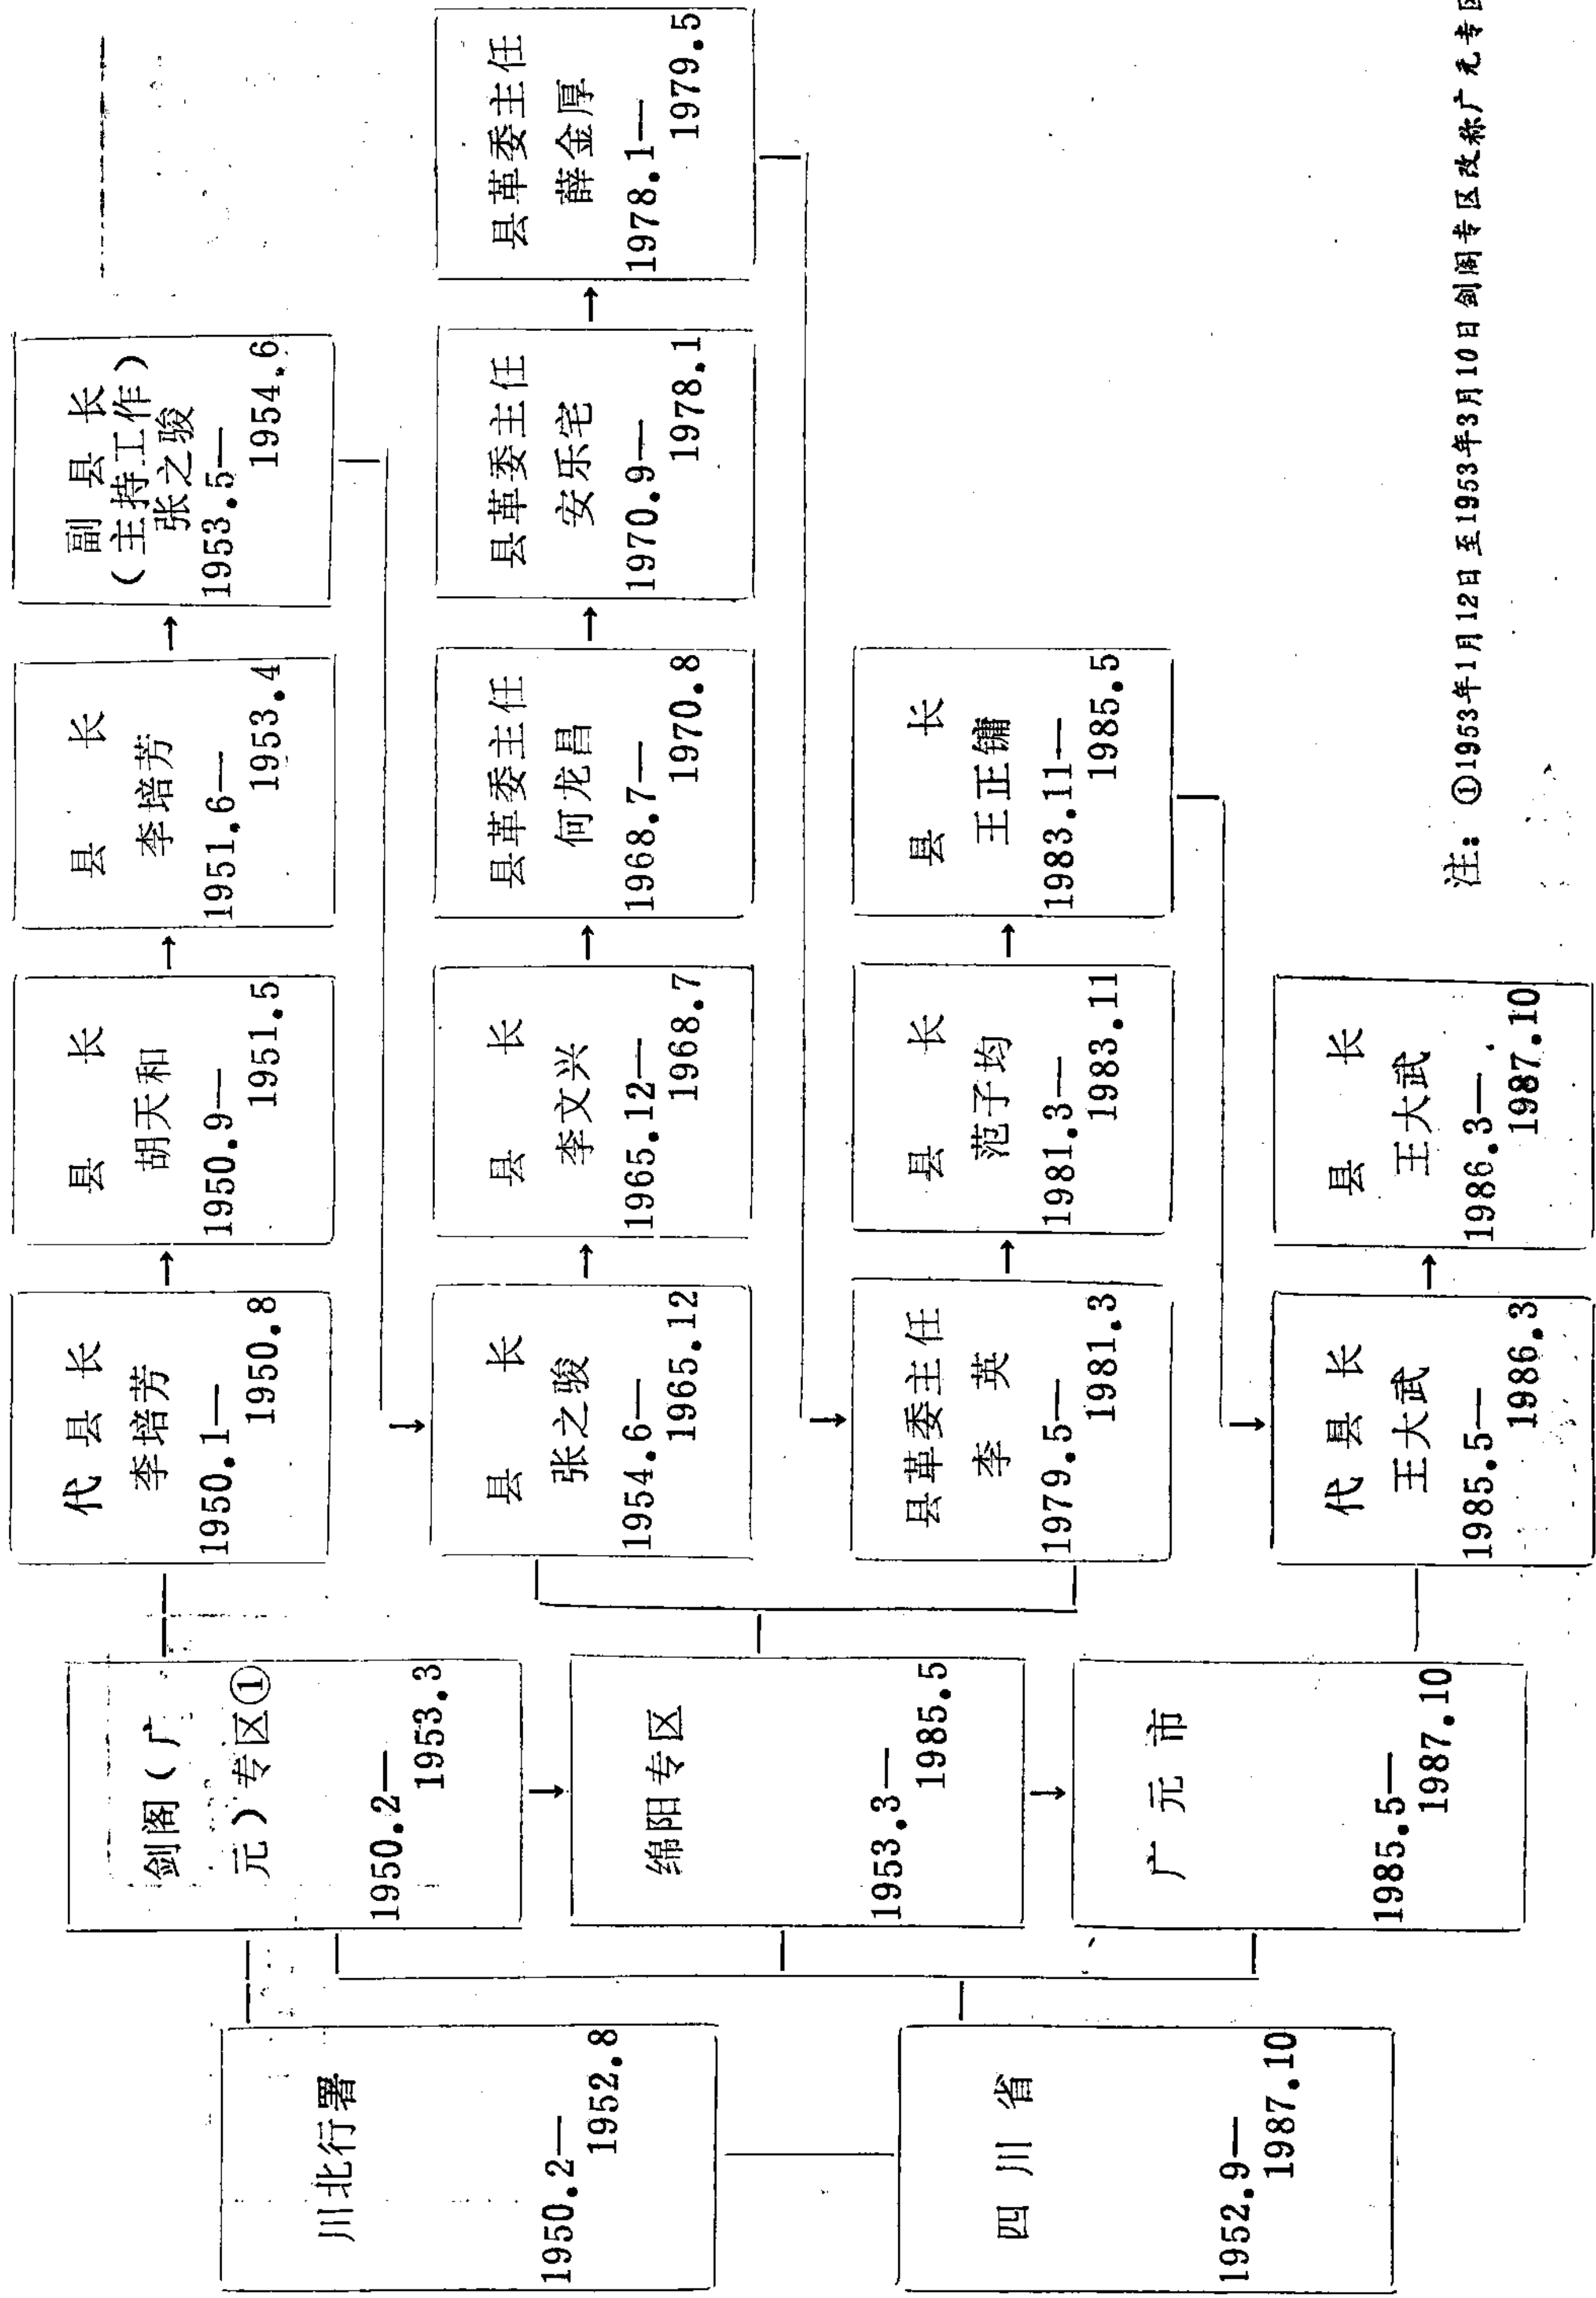 川北行署
1950.2—
1952.8
四川省
1952.9—
1987.10
剑阁（广
元）专区①
1950.2—
1953.3
绵阳专区
1953.3—
1985.5
广元市
1985.5—
1987.10
代县长
李培芳
1950.1—
1950.8
县长
胡天和
1950.9—
1951.5
县长
李培芳
1951.6—
1953.4
副县长
（主持工作）
张之骏
1953.5—
1954.6
县长
张之骏
1954.6—
1965.12
县长
李文兴
1965.12—
1968.7
县革委主任
何龙昌
1968.7—
1970.8
县革委主任
安乐宅
1970.9—
1978.1
县革委主任
薛金厚
1978.1—
1979.5
县革委主任
李英
1979.5—
1981.3
县长
范子均
1981.3—
1983.11
县长
王正镛
1983.11—
1985.5
代县长
王大武
1985.5—
1986.3
县长
王大武
1986.3—
1987.10
注：①1953年1月12日至1953年3月10日剑阁专区改称广元专区